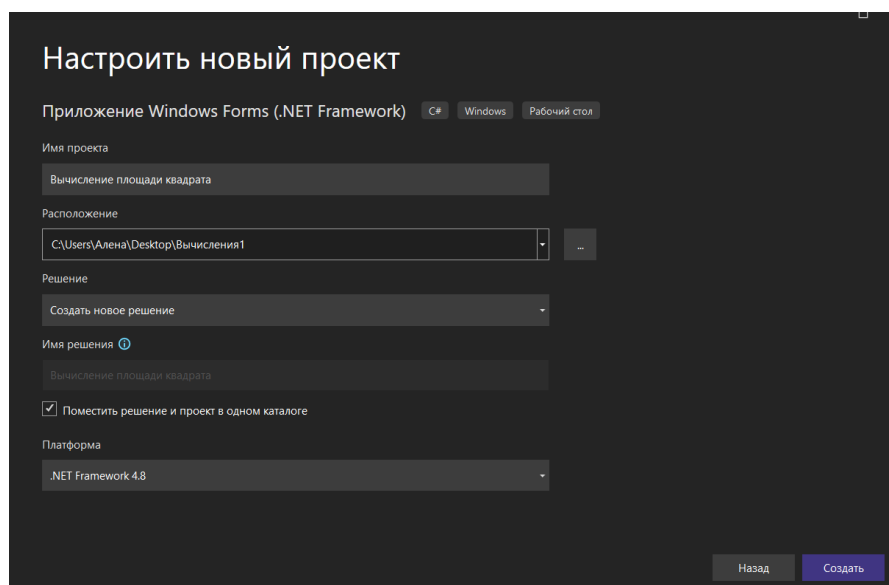 Настроить новый проект
Приложение Windows Forms (.NET Framework) C# Windows Рабочий стол
Имя проекта
Вычисление площади квадрата
Расположение
C:\Users\Алена\Desktop\Вычисления1
...
Решение
Создать новое решение
Имя решения
Вычисление площади квадрата
Поместить решение и проект в одном каталоге
Платформа
.NET Framework 4.8
Назад Создать